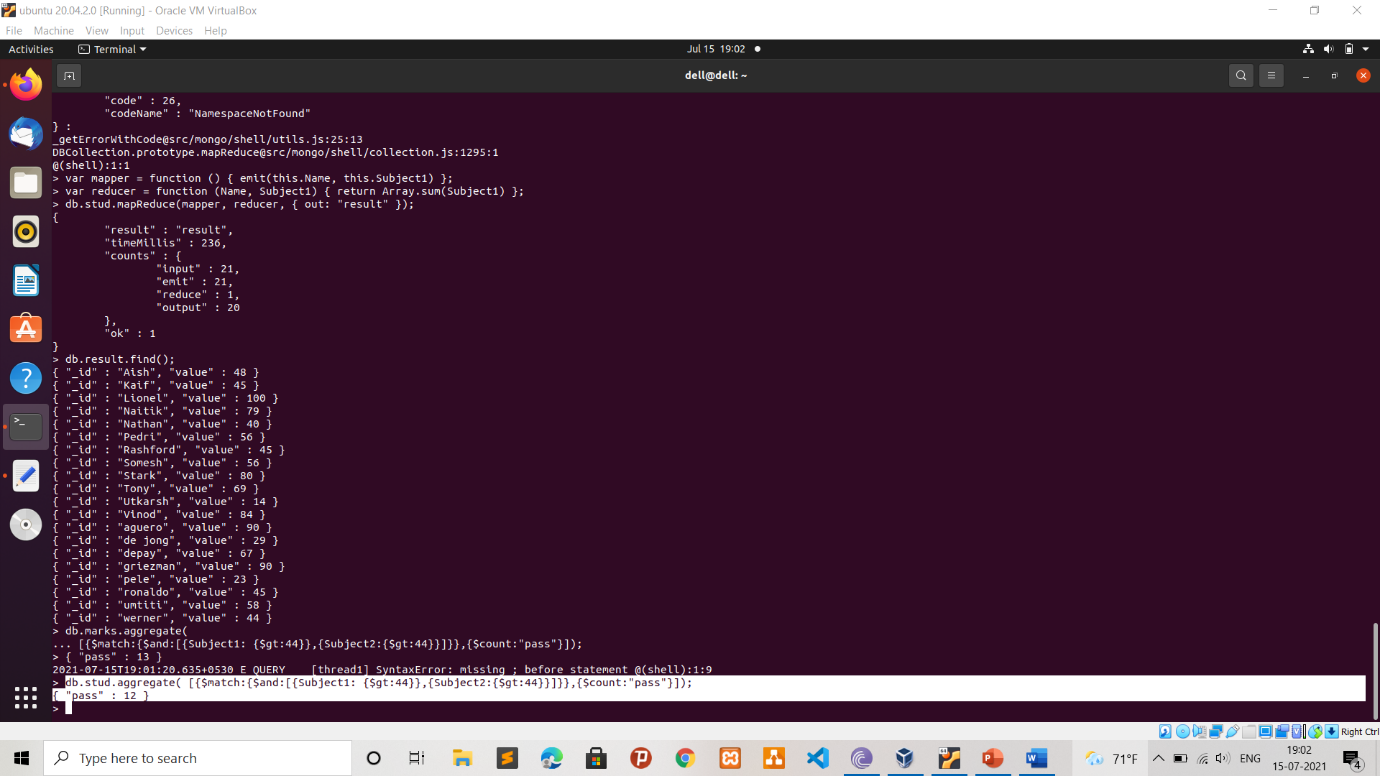 ubuntu 20.04.2.0 [Running] - Oracle VM VirtualBox
File Machine View Input Devices Help
Activities Terminal Jul 15 19:02
dell@dell: ~
"code" : 26,
"codeName" : "NamespaceNotFound"
} :
_getErrorWithCode@src/mongo/shell/utils.js:25:13
DBCollection.prototype.mapReduce@src/mongo/shell/collection.js:1295:1
@(shell):1:1
> var mapper = function () { emit(this.Name, this.Subject1) };
> var reducer = function (Name, Subject1) { return Array.sum(Subject1) };
> db.stud.mapReduce(mapper, reducer, { out: "result" });
{
"result" : "result",
"timeMillis" : 236,
"counts" : {
"input" : 21,
"emit" : 21,
"reduce" : 1,
"output" : 20
},
"ok" : 1
}
> db.result.find();
{ "_id" : "Aish", "value" : 48 }
{ "_id" : "Kaif", "value" : 45 }
{ "_id" : "Lionel", "value" : 100 }
{ "_id" : "Naitik", "value" : 79 }
{ "_id" : "Nathan", "value" : 40 }
{ "_id" : "Pedri", "value" : 56 }
{ "_id" : "Rashford", "value" : 45 }
{ "_id" : "Somesh", "value" : 56 }
{ "_id" : "Stark", "value" : 80 }
{ "_id" : "Tony", "value" : 69 }
{ "_id" : "Utkarsh", "value" : 14 }
{ "_id" : "Vinod", "value" : 84 }
{ "_id" : "aguero", "value" : 90 }
{ "_id" : "de jong", "value" : 29 }
{ "_id" : "depay", "value" : 67 }
{ "_id" : "griezman", "value" : 90 }
{ "_id" : "pele", "value" : 23 }
{ "_id" : "ronaldo", "value" : 45 }
{ "_id" : "umtiti", "value" : 58 }
{ "_id" : "werner", "value" : 44 }
> db.marks.aggregate(
... [{$match:{$and:[{Subject1: {$gt:44}},{Subject2:{$gt:44}}]}},{$count:"pass"}]);
> { "pass" : 13 }
2021-07-15T19:01:20.635+0530 E QUERY    [thread1] SyntaxError: missing ; before statement @(shell):1:9
> db.stud.aggregate( [{$match:{$and:[{Subject1: {$gt:44}},{Subject2:{$gt:44}}]}},{$count:"pass"}]);
{ "pass" : 12 }
>
Right Ctrl
Type here to search
71°F
ENG
19:02
15-07-2021
4